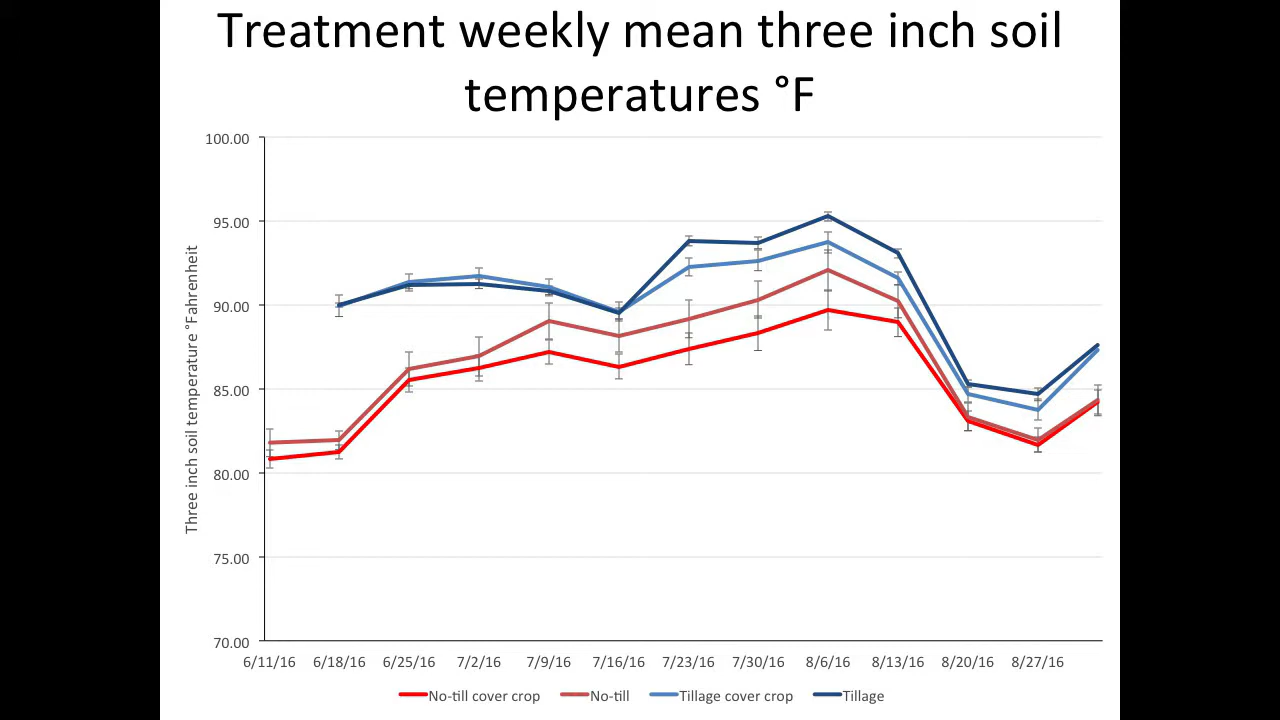 Treatment weekly mean three inch soil
temperatures °F
Three inch soil temperature °Fahrenheit
100.00
95.00
90.00
85.00
80.00
75.00
70.00
6/11/16 6/18/16 6/25/16 7/2/16 7/9/16 7/16/16 7/23/16 7/30/16 8/6/16 8/13/16 8/20/16 8/27/16
No-till cover crop No-till Tillage cover crop Tillage